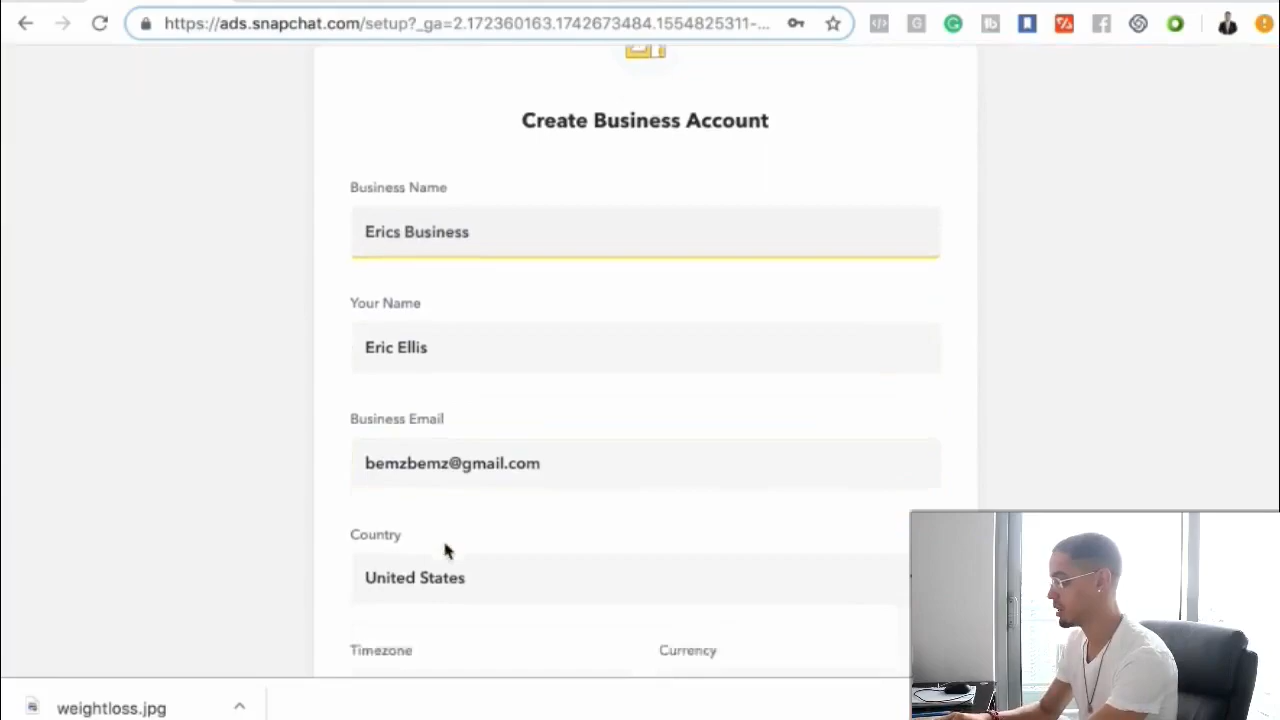 https://ads.snapchat.com/setup?_ga=2.172360163.1742673484.1554825311-...
Create Business Account
Business Name
Erics Business
Your Name
Eric Ellis
Business Email
bemzbemz@gmail.com
Country
United States
Timezone Currency
weightloss.jpg